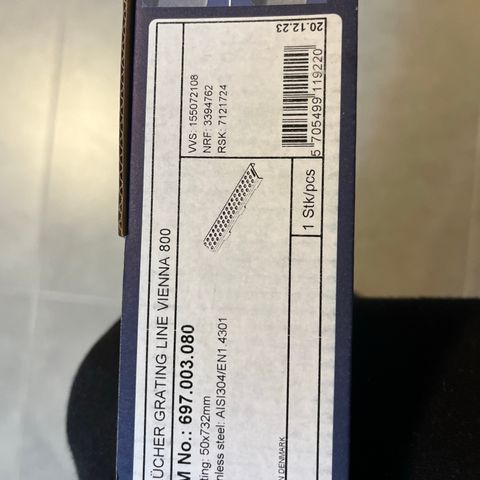 ÜCHER GRATING LINE VIENNA 800
M No.: 697.003.080
ting: 50x732mm
nless steel: AISI304/EN1.4301
N DENMARK
VVS: 155072108
NRF: 3394762
RSK: 7121724
1 Stk/pcs
5 705499 119220
20.12.23